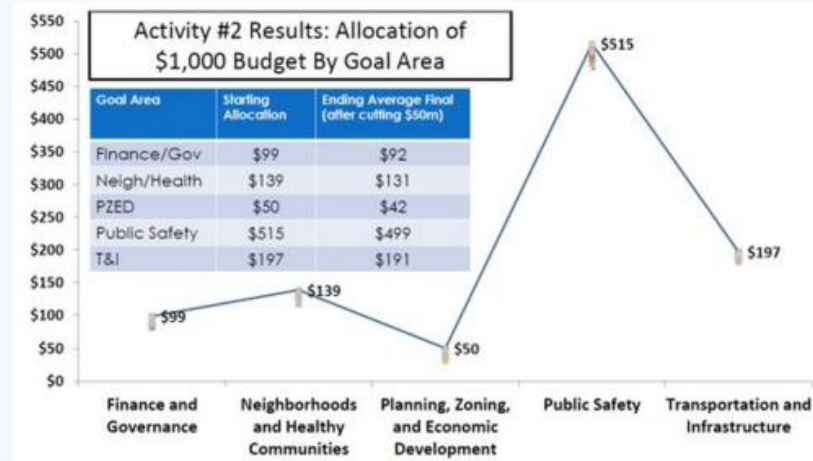 Activity #2 Results: Allocation of
$1,000 Budget By Goal Area
Goal Area Starting Allocation Ending Average Final (after cutting $50m)
Finance/Gov $99 $92
Neigh/Health $139 $131
PZED $50 $42
Public Safety $515 $499
T&I $197 $191
$550
$500
$450
$400
$350
$300
$250
$200
$150
$100
$50
$0
$99
$139
$50
$515
$197
Finance and
Governance
Neighborhoods
and Healthy
Communities
Planning, Zoning,
and Economic
Development
Public Safety
Transportation and
Infrastructure